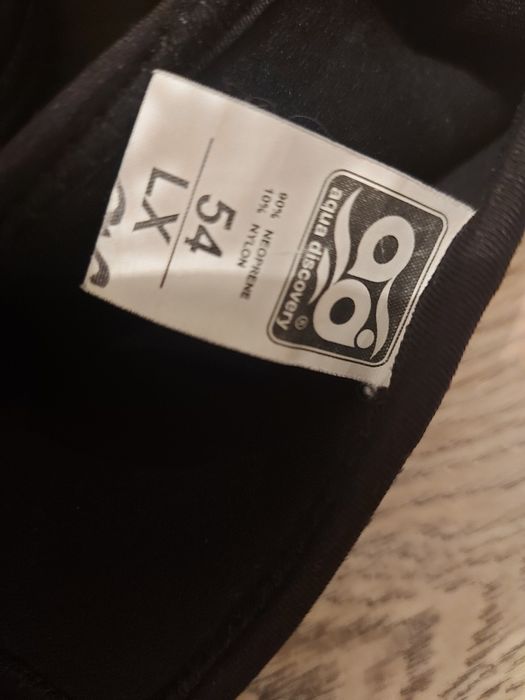 aqua discovery ®
90% NEOPRENE
10% NYLON
54
LX